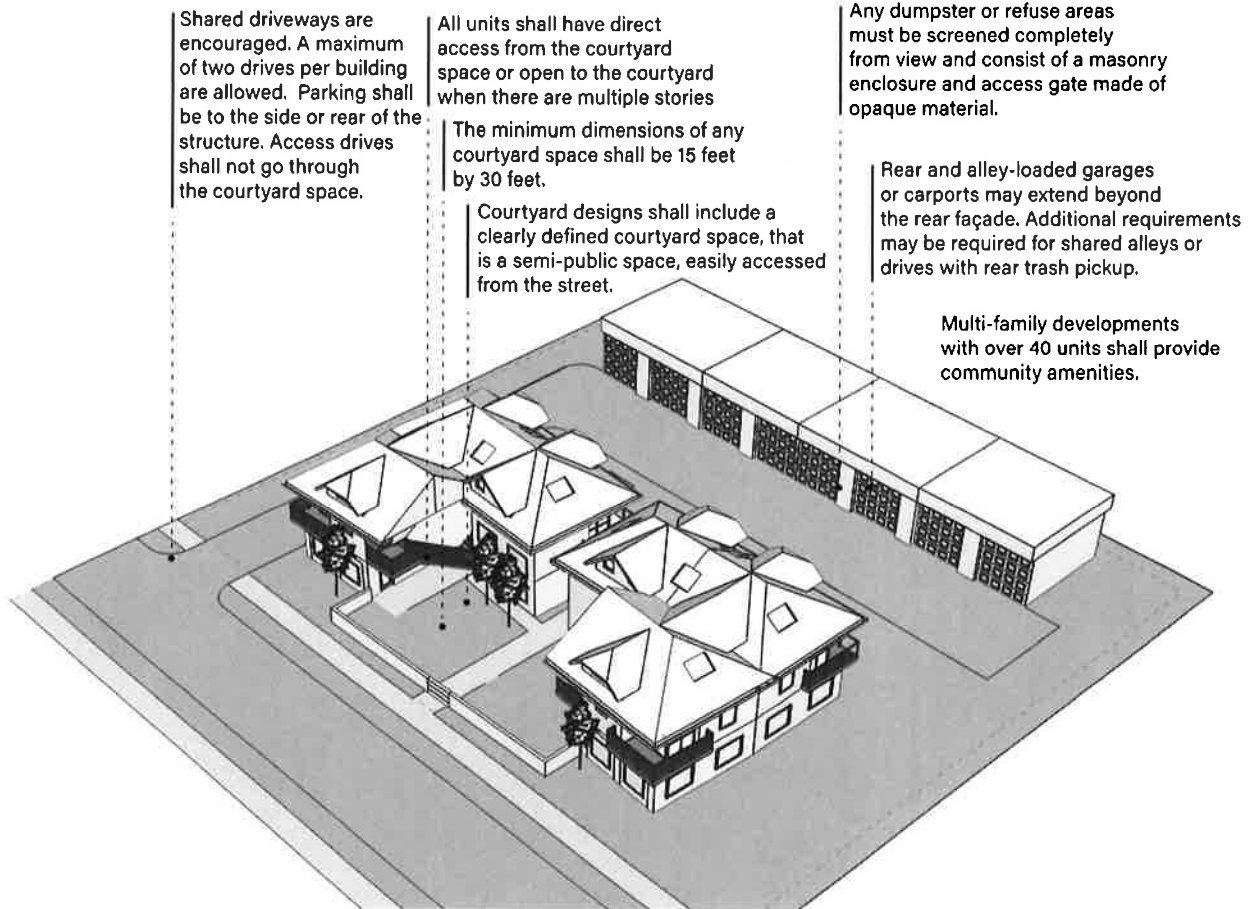 Shared driveways are
encouraged. A maximum
of two drives per building
are allowed. Parking shall
be to the side or rear of the
structure. Access drives
shall not go through
the courtyard space.
All units shall have direct
access from the courtyard
space or open to the courtyard
when there are multiple stories
The minimum dimensions of any
courtyard space shall be 15 feet
by 30 feet.
Courtyard designs shall include a
clearly defined courtyard space, that
is a semi-public space, easily accessed
from the street.
Any dumpster or refuse areas
must be screened completely
from view and consist of a masonry
enclosure and access gate made of
opaque material.
Rear and alley-loaded garages
or carports may extend beyond
the rear façade. Additional requirements
may be required for shared alleys or
drives with rear trash pickup.
Multi-family developments
with over 40 units shall provide
community amenities.